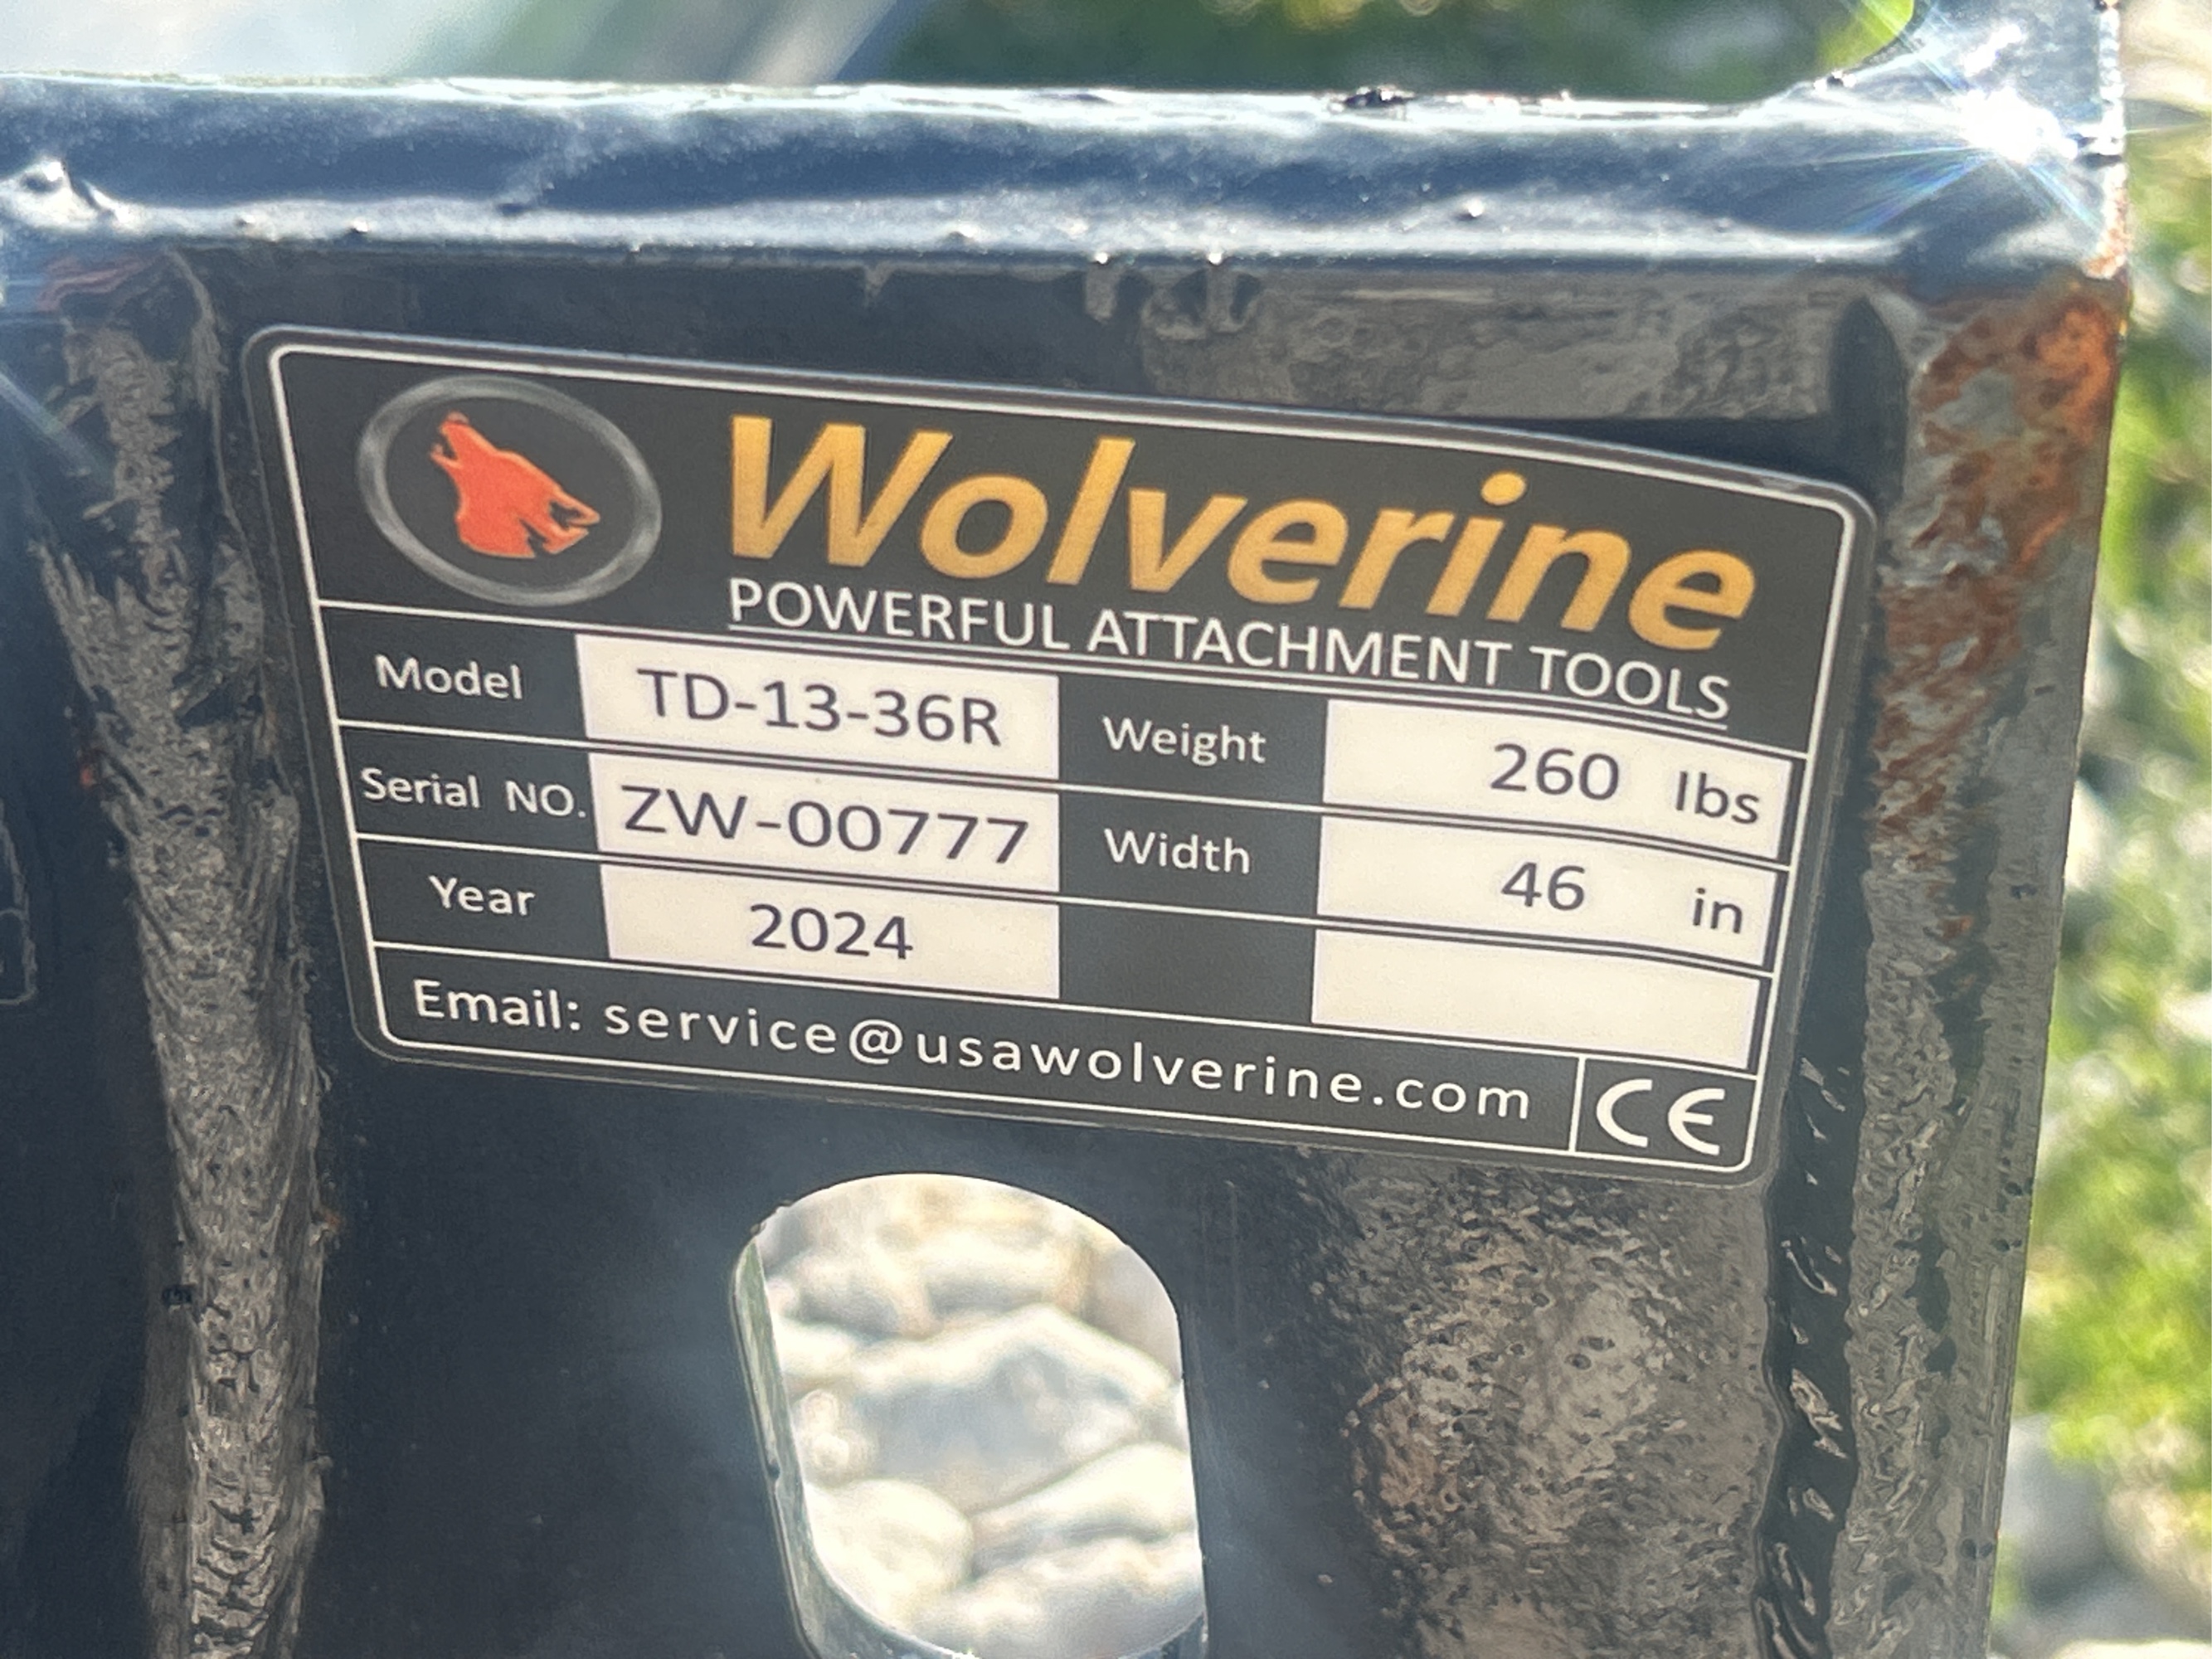 Wolverine
POWERFUL ATTACHMENT TOOLS
Model TD-13-36R Weight 260 lbs
Serial NO. ZW-00777 Width 46 in
Year 2024
Email: service@usawolverine.com CE